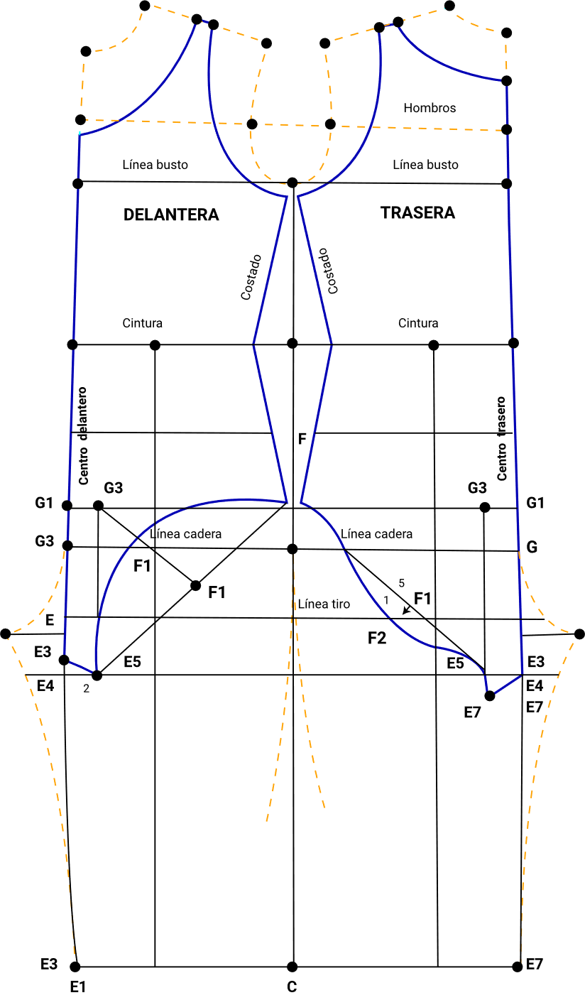 Hombros
Línea busto
Línea busto
DELANTERA
TRASERA
Costado
Costado
Cintura
Cintura
Centro delantero
Centro trasero
F
G3
G3
G1
G1
Línea cadera
Línea cadera
G3
G
F1
5
F1
F1
1
Línea tiro
E
F2
E3
E5
E5
E3
E4
2
E4
E7
E7
E3
E7
E1
C